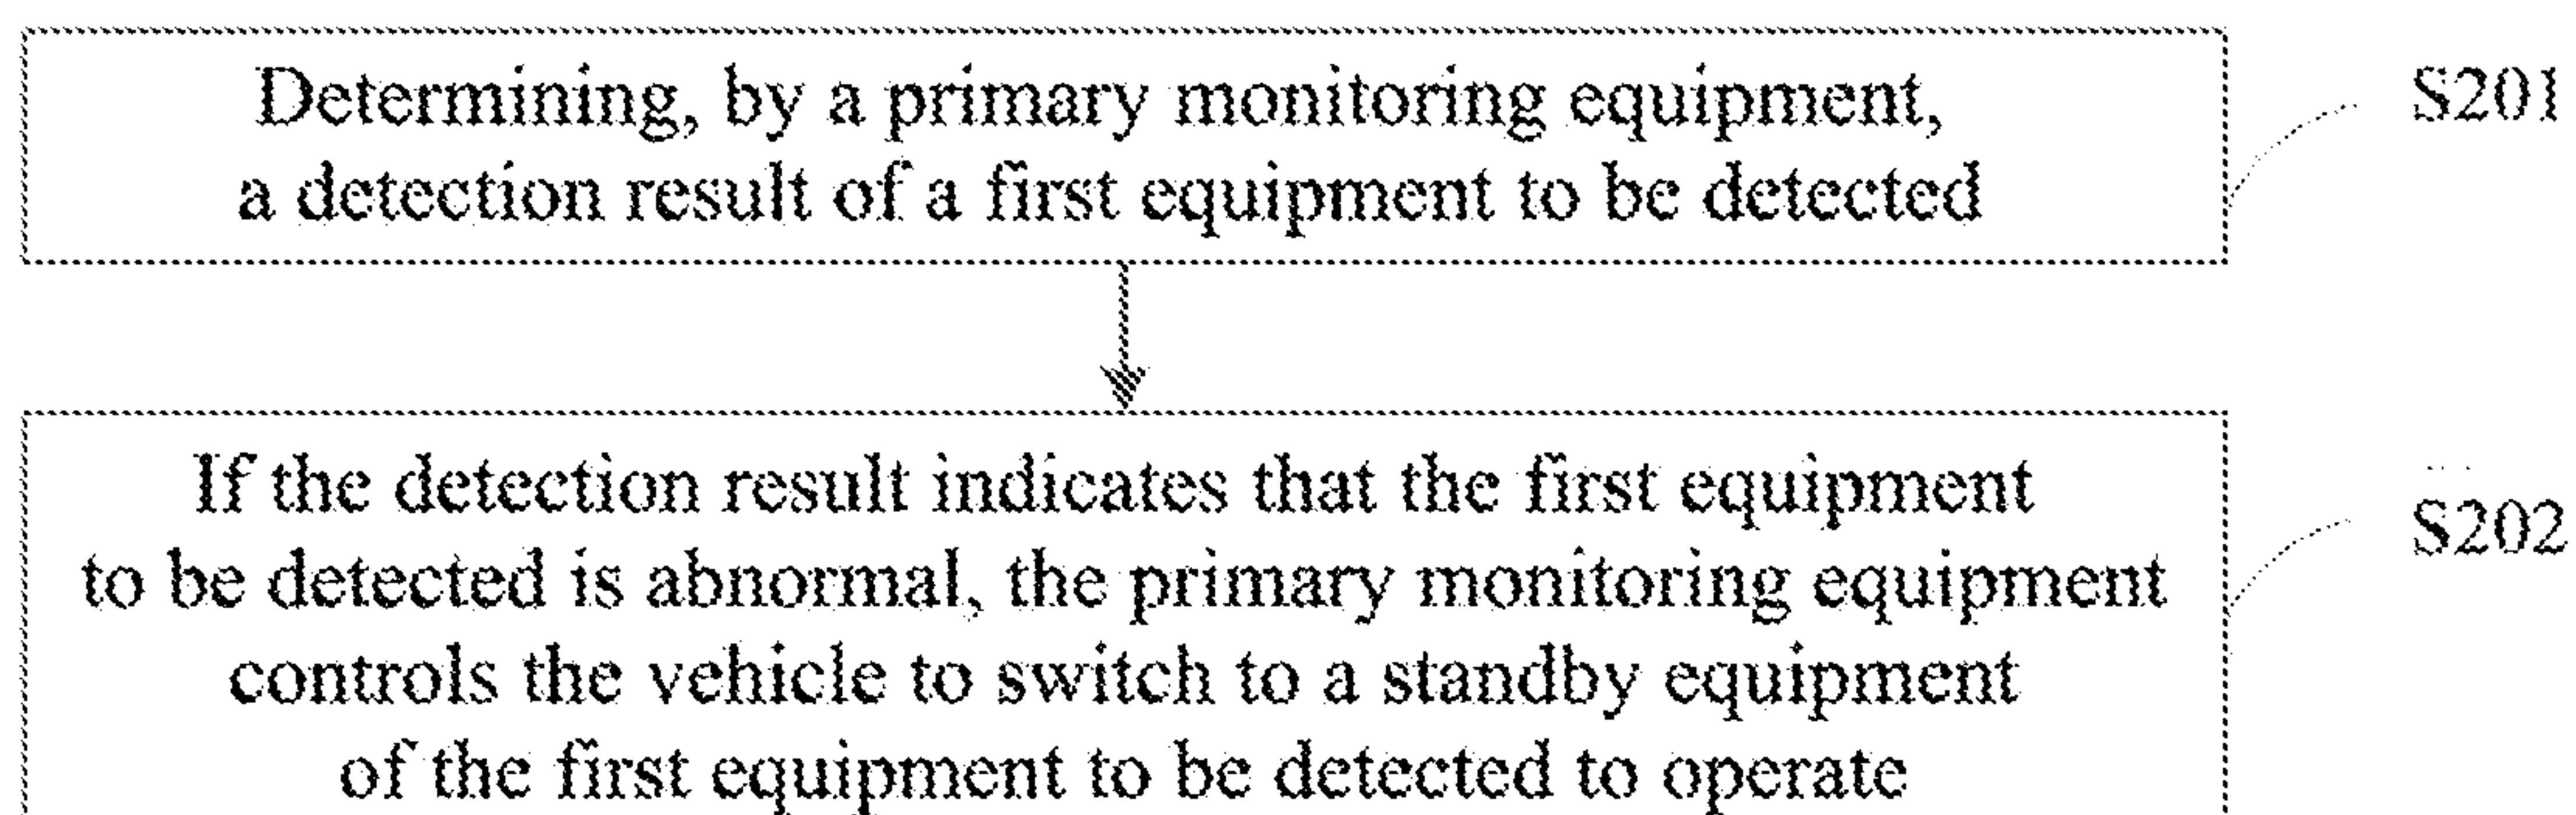 Determining, by a primary monitoring equipment,
a detection result of a first equipment to be detected
S201
If the detection result indicates that the first equipment
to be detected is abnormal, the primary monitoring equipment
controls the vehicle to switch to a standby equipment
of the first equipment to be detected to operate
S202